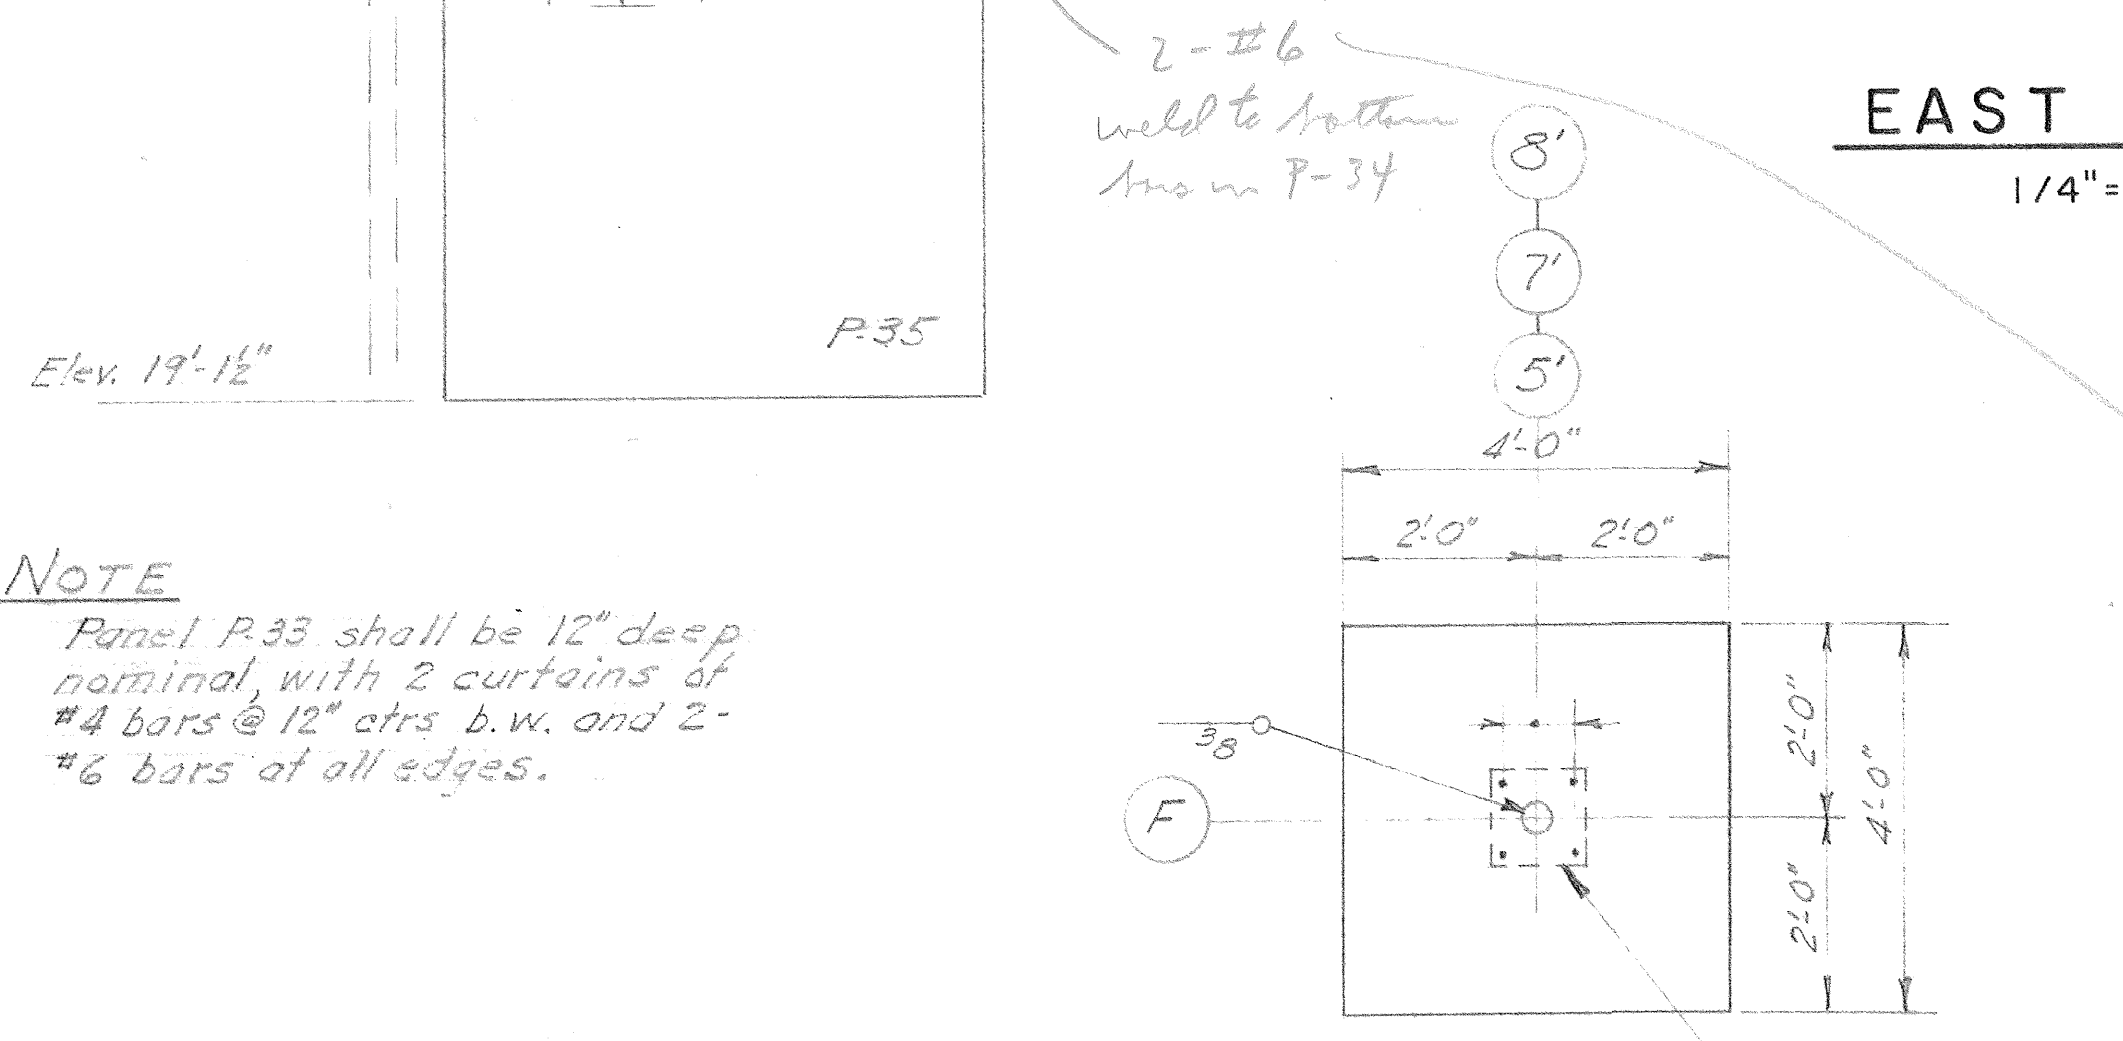 2-#6
weld to bottom
bars in P-34
EAST
1/4"=
8'
7'
5'
P-35
Elev. 19'-1½"
4'-0"
2'-0" 2'-0"
NOTE
Panel P-33 shall be 12" deep
nominal, with 2 curtains of
#4 bars @ 12" ctrs b.w. and 2-
#6 bars at all edges.
3/8
F
2'-0"
4'-0"
2'-0"